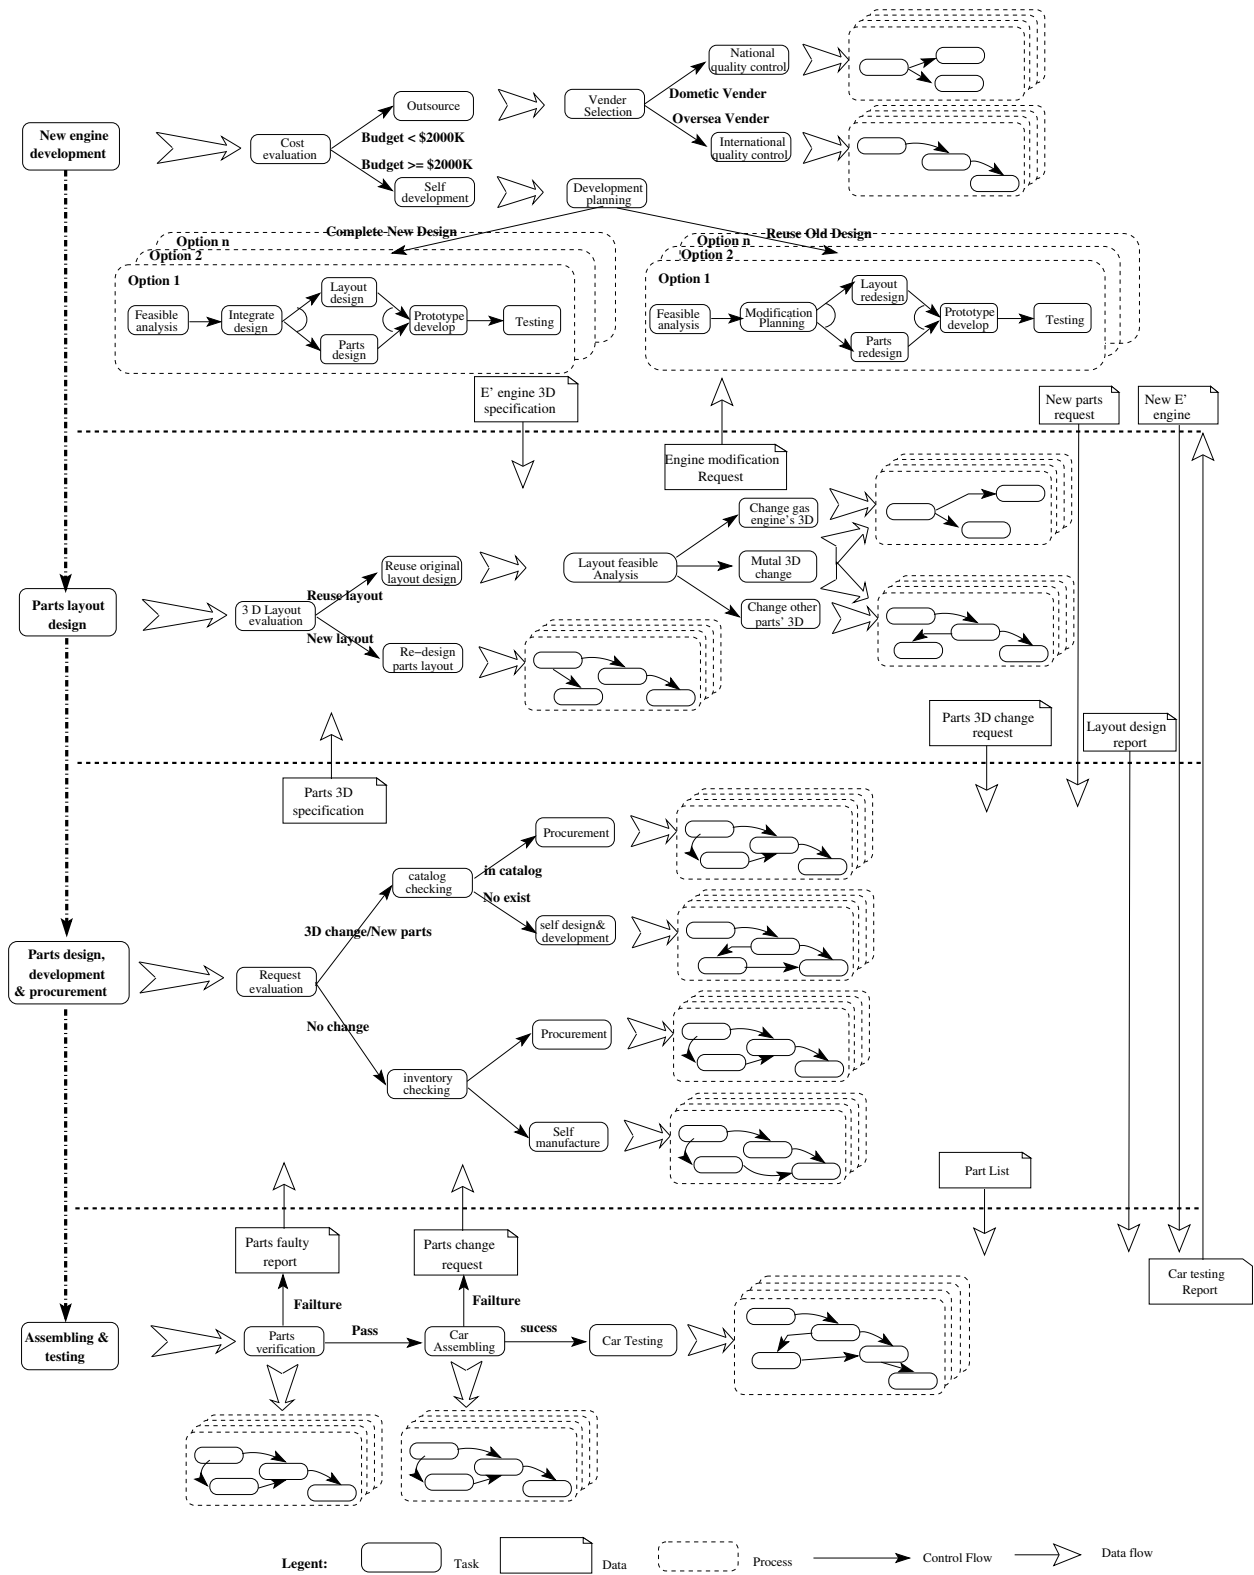 National
quality control
Outsource
Vender
Selection
Dometic Vender
Oversea Vender
New engine
development
Cost
evaluation
Budget < $2000K
Budget >= $2000K
International
quality control
Self
development
Development
planning
Complete New Design
Reuse Old Design
Option n
Option 2
Option 1
Feasible
analysis
Integrate
design
Layout
design
Parts
design
Prototype
develop
Testing
Option n
Option 2
Option 1
Feasible
analysis
Modification
Planning
Layout
redesign
Parts
redesign
Prototype
develop
Testing
E' engine 3D
specification
New parts
request
New E'
engine
Engine modification
Request
Change gas
engine's 3D
Reuse original
layout design
Layout feasible
Analysis
Mutal 3D
change
Parts layout
design
3 D Layout
evaluation
Reuse layout
New layout
Change other
parts' 3D
Re-design
parts layout
Parts 3D change
request
Layout design
report
Parts 3D
specification
Procurement
catalog
checking
in catalog
No exist
self design&
development
3D change/New parts
Parts design,
development
& procurement
Request
evaluation
No change
Procurement
inventory
checking
Self
manufacture
Part List
Parts faulty
report
Parts change
request
Car testing
Report
Failture
Failture
Assembling &
testing
Parts
verification
Pass
Car
Assembling
sucess
Car Testing
Legent:
Task
Data
Process
Control Flow
Data flow